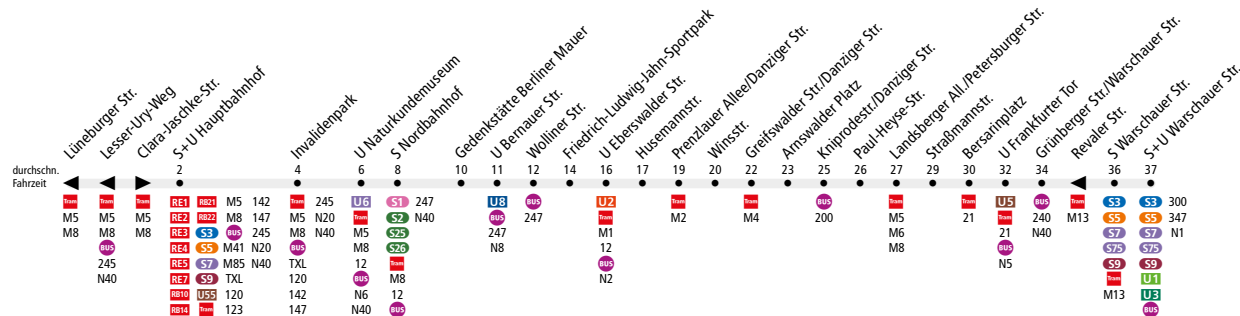 Lüneburger Str.
Lesser-Ury-Weg
Clara-Jaschke-Str.
S+U Hauptbahnhof
Invalidenpark
U Naturkundemuseum
S Nordbahnhof
Gedenkstätte Berliner Mauer
U Bernauer Str.
Wolliner Str.
Friedrich-Ludwig-Jahn-Sportpark
U Eberswalder Str.
Husemannstr.
Prenzlauer Allee/Danziger Str.
Winsstr.
Greifswalder Str./Danziger Str.
Arnswalder Platz
Kniprodestr./Danziger Str.
Paul-Heyse-Str.
Landsberger All./Petersburger Str.
Straßmannstr.
Bersarinplatz
U Frankfurter Tor
Grünberger Str./Warschauer Str.
Revaler Str.
S Warschauer Str.
S+U Warschauer Str.
durchschn. 2 4 6 8 10 11 12 14 16 17 19 20 22 23 25 26 27 29 30 32 34 36 37
Fahrzeit
Tram Tram Tram RE1 RB21 M5 142 Tram 245 U6 S1 247 U8 BUS U2 Tram Tram BUS Tram Tram U5 BUS Tram S3 S3 300
M5 M5 M5 RE2 RB22 M8 147 M5 N20 Tram S2 N40 BUS 247 Tram M2 M4 200 M5 21 Tram 240 M13 S5 S5 347
M8 M8 M8 RE3 S3 BUS 245 M8 N40 M5 S25 247 M1 M6 21 N40 S7 S7 N1
BUS RE4 S5 M41 N20 BUS M8 S26 N8 12 M8 BUS S75 S75
245 RE5 S7 M85 N40 TXL 12 Tram BUS N5 S9 S9
N40 RE7 S9 TXL 120 BUS M8 N2 Tram U1
RB10 U55 120 142 N6 12 M13 U3
RB14 Tram 123 147 N40 BUS BUS